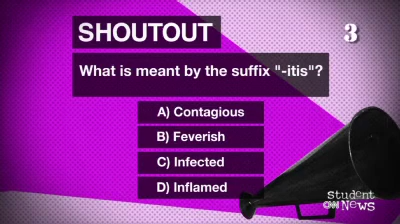 SHOUTOUT
3
What is meant by the suffix "-itis"?
A) Contagious
B) Feverish
C) Infected
D) Inflamed
student
CNN News